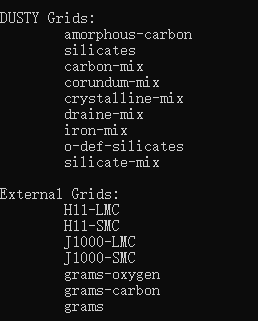 DUSTY Grids:
amorphous-carbon
silicates
carbon-mix
corundum-mix
crystalline-mix
draine-mix
iron-mix
o-def-silicates
silicate-mix
External Grids:
H11-LMC
H11-SMC
J1000-LMC
J1000-SMC
grams-oxygen
grams-carbon
grams